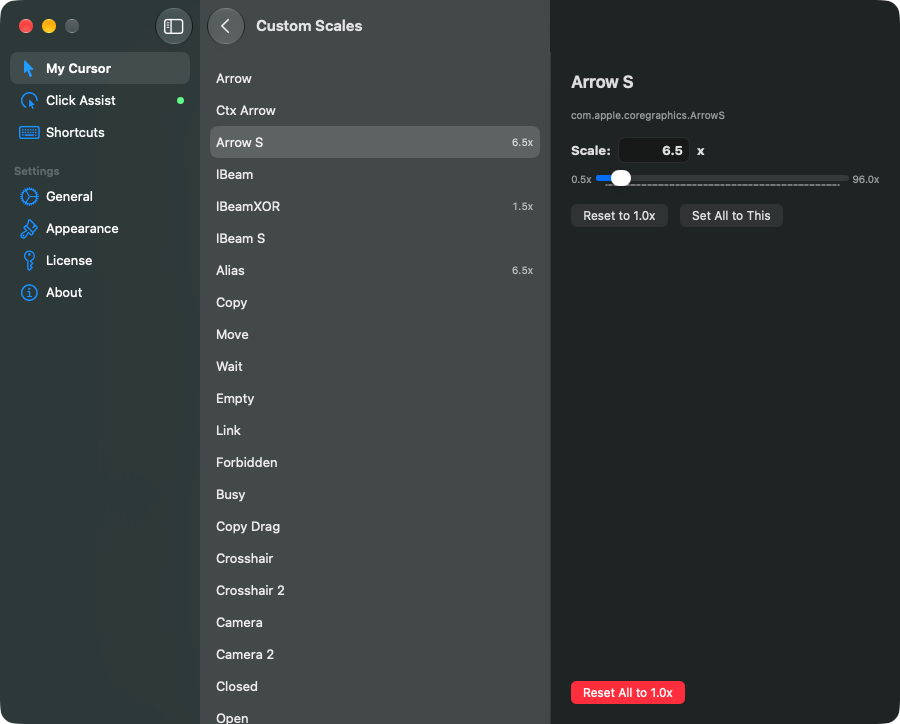 My Cursor
Click Assist
Shortcuts
Settings
General
Appearance
License
About
Custom Scales
Arrow
Ctx Arrow
Arrow S 6.5x
IBeam
IBeamXOR 1.5x
IBeam S
Alias 6.5x
Copy
Move
Wait
Empty
Link
Forbidden
Busy
Copy Drag
Crosshair
Crosshair 2
Camera
Camera 2
Closed
Open
Arrow S
com.apple.coregraphics.ArrowS
Scale: 6.5 x
0.5x 96.0x
Reset to 1.0x Set All to This
Reset All to 1.0x